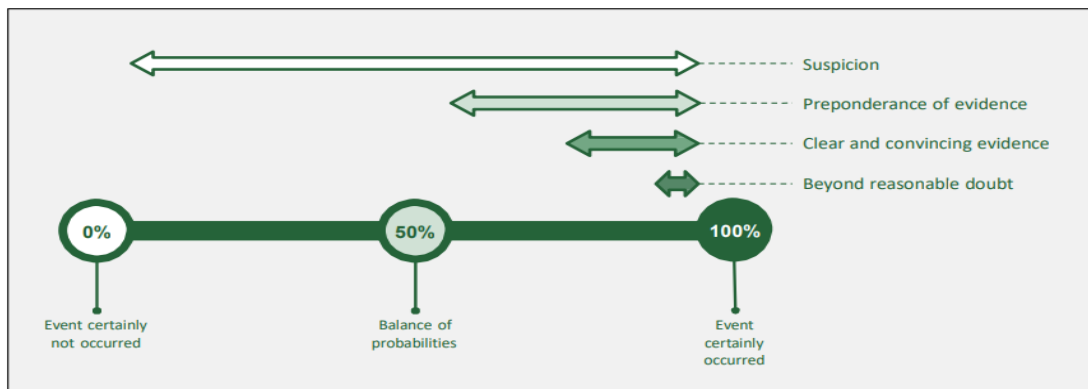 Suspicion
Preponderance of evidence
Clear and convincing evidence
Beyond reasonable doubt
0%
50%
100%
Event certainly
not occurred
Balance of
probabilities
Event
certainly
occurred